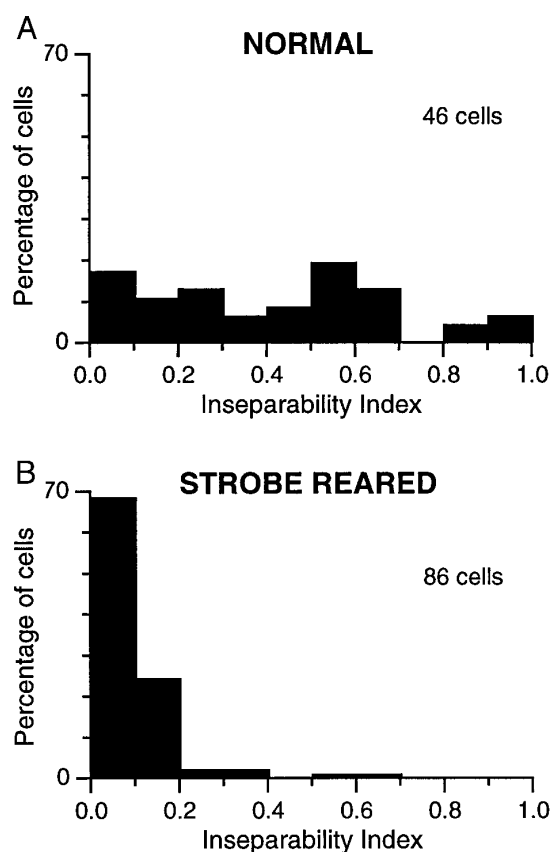 A
NORMAL
70
46 cells
Percentage of cells
0
0.0 0.2 0.4 0.6 0.8 1.0
Inseparability Index
B
STROBE REARED
70
86 cells
Percentage of cells
0
0.0 0.2 0.4 0.6 0.8 1.0
Inseparability Index